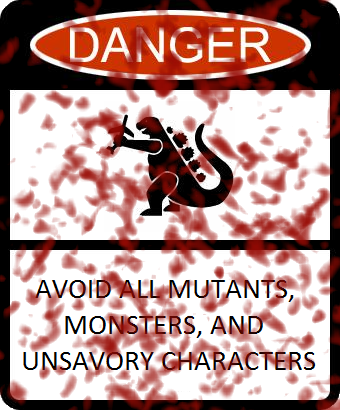 DANGER
AVOID ALL MUTANTS,
MONSTERS, AND
UNSAVORY CHARACTERS